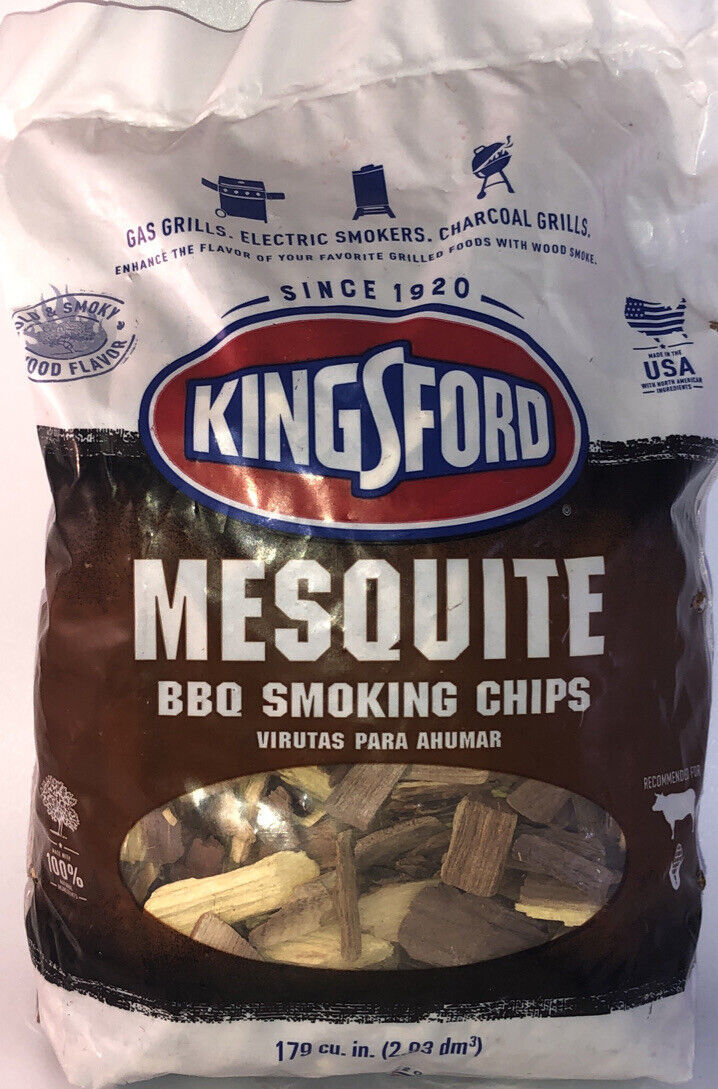 GAS GRILLS. ELECTRIC SMOKERS. CHARCOAL GRILLS.
ENHANCE THE FLAVOR OF YOUR FAVORITE GRILLED FOODS WITH WOOD SMOKE.
SINCE 1920
& SMOKY
FLAVOR
MADE IN THE
USA
WITH NORTH AMERICAN
INGREDIENTS
KINGSFORD
®
MESQUITE
BBQ SMOKING CHIPS
VIRUTAS PARA AHUMAR
RECOMMENDED FOR
MADE WITH
100%
179 cu. in. (2.93 dm³)